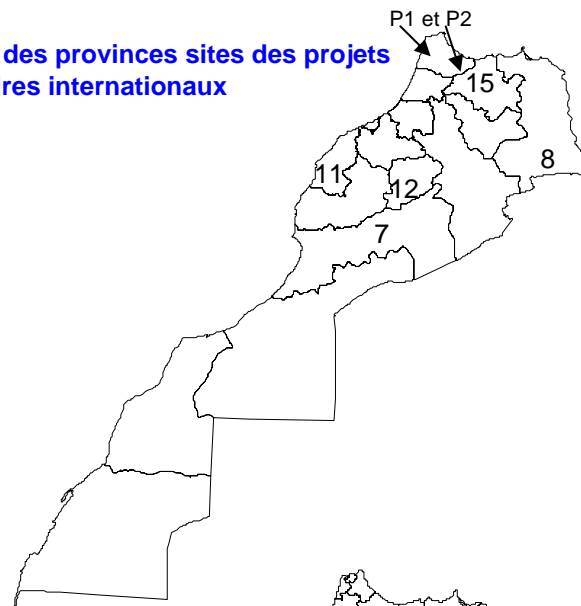 P1 et P2
des provinces sites des projets
res internationaux
15
8
11
12
7